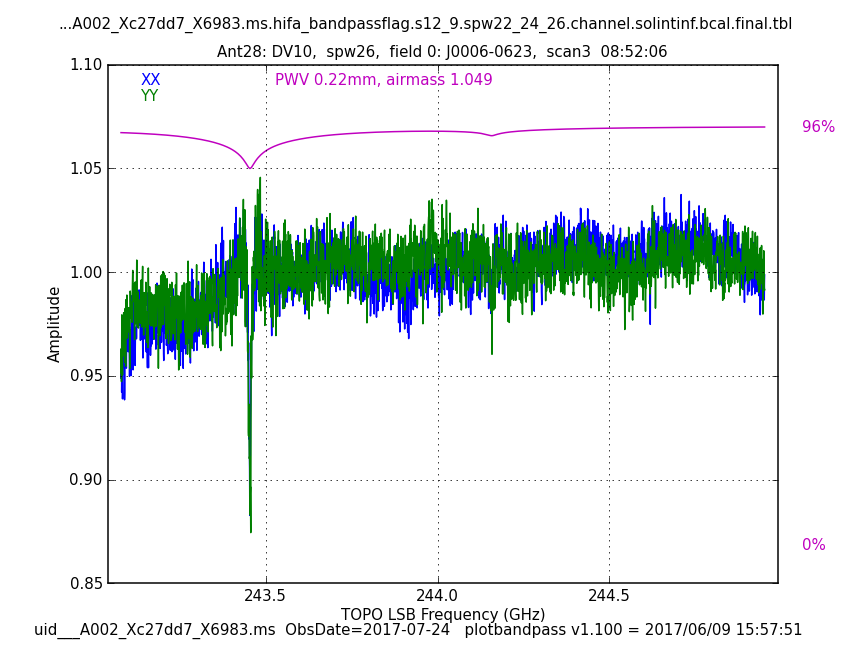 ...A002_Xc27dd7_X6983.ms.hifa_bandpassflag.s12_9.spw22_24_26.channel.solintinf.bcal.final.tbl
Ant28: DV10,  spw26,  field 0: J0006-0623,  scan3  08:52:06
1.10
XX
PWV 0.22mm, airmass 1.049
YY
96%
1.05
1.00
Amplitude
0.95
0.90
0%
0.85
243.5
244.0
244.5
TOPO LSB Frequency (GHz)
uid___A002_Xc27dd7_X6983.ms  ObsDate=2017-07-24   plotbandpass v1.100 = 2017/06/09 15:57:51